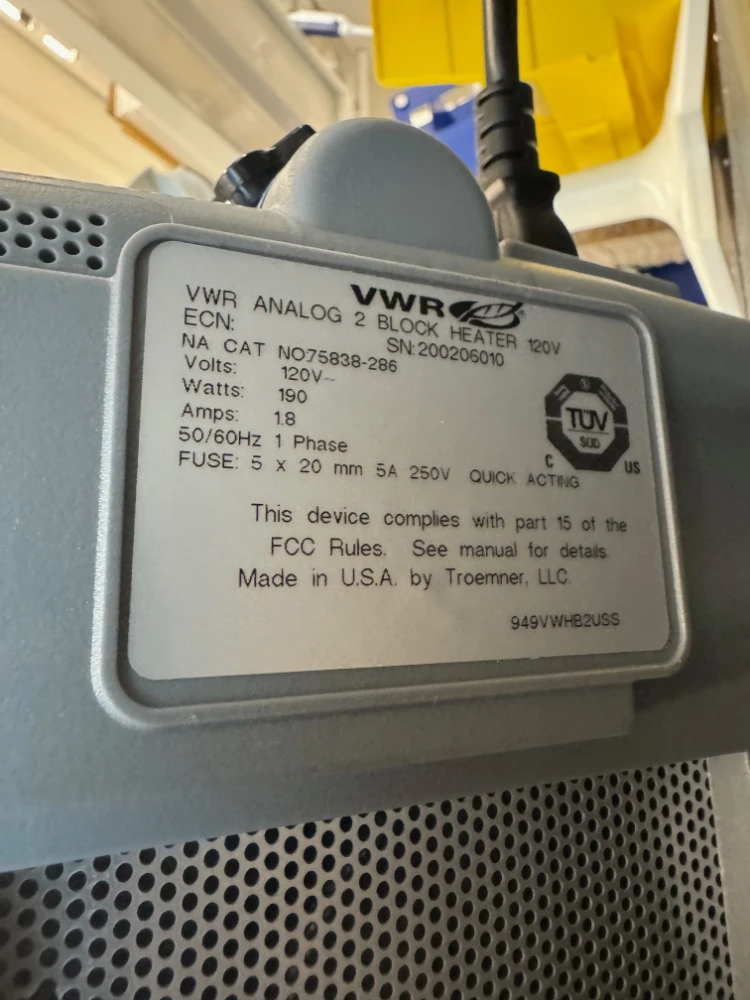 VWR
VWR ANALOG 2 BLOCK HEATER 120V
ECN: SN:200206010
NA CAT NO75838-286
Volts: 120V~
Watts: 190
Amps: 1.8
50/60Hz 1 Phase
FUSE: 5 x 20 mm 5A 250V QUICK ACTING
TÜV
SÜD
C US
This device complies with part 15 of the
FCC Rules. See manual for details.
Made in U.S.A. by Troemner, LLC.
949VWHB2USS